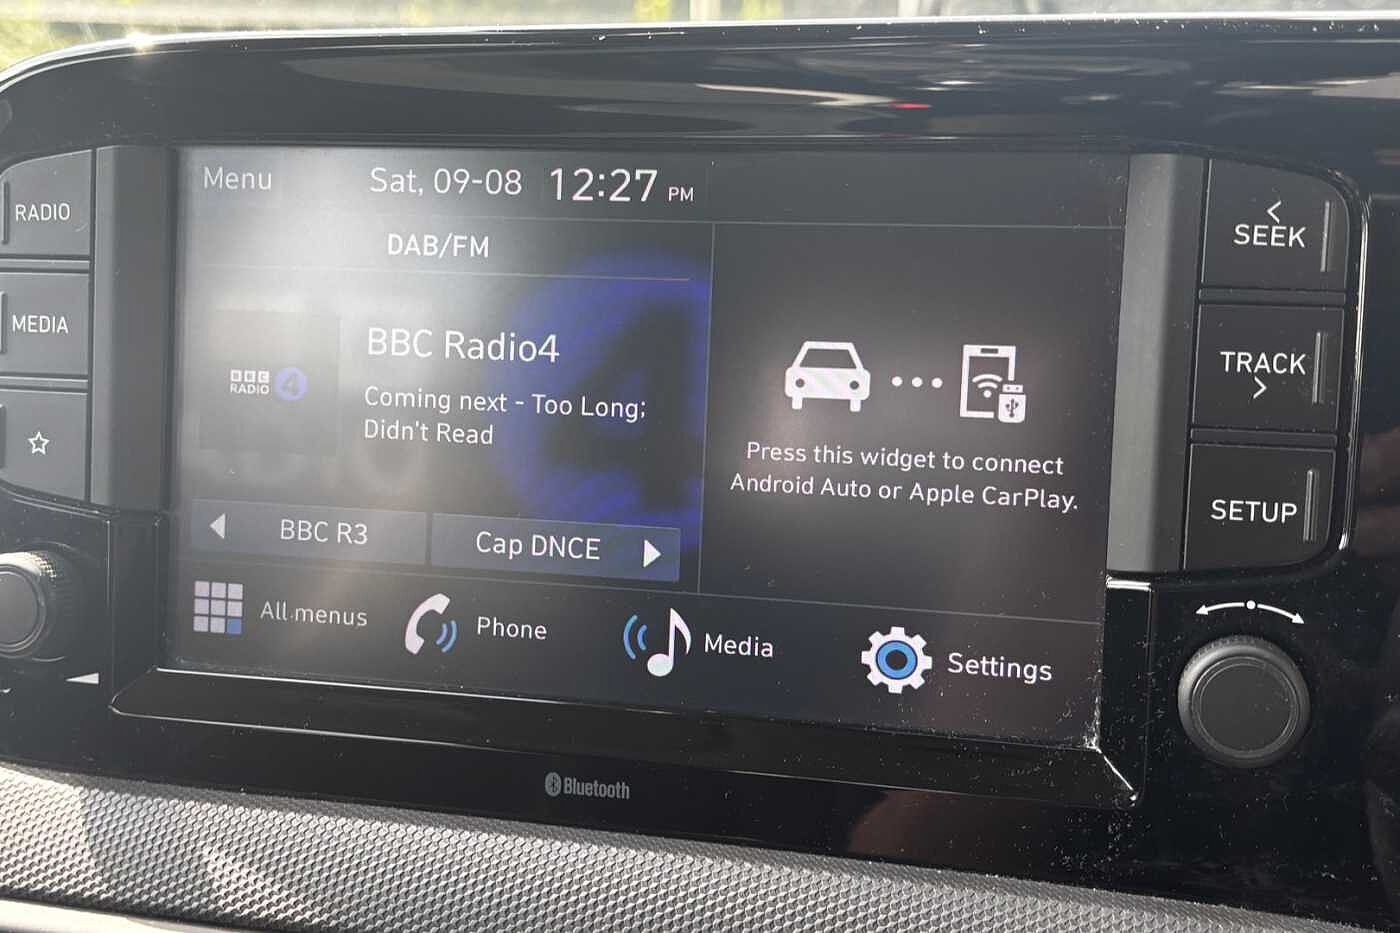 Menu
Sat, 09-08 12:27 PM
DAB/FM
BBC
RADIO 4
BBC Radio4
Coming next - Too Long;
Didn't Read
BBC R3
Cap DNCE
Press this widget to connect
Android Auto or Apple CarPlay.
All menus
Phone
Media
Settings
RADIO
MEDIA
SEEK
TRACK
SETUP
Bluetooth